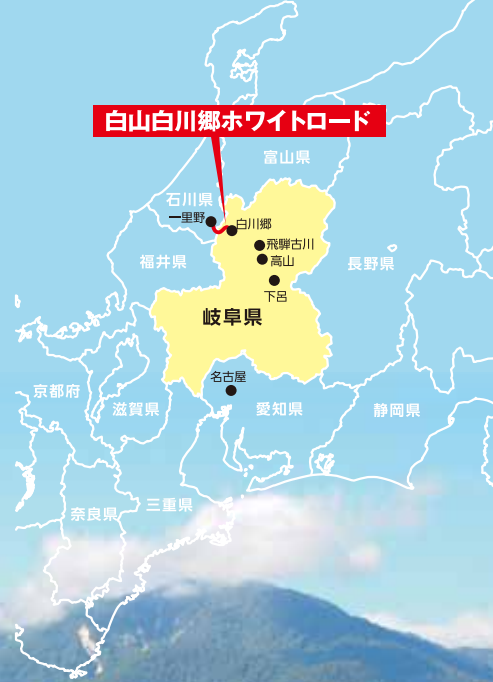 白山白川郷ホワイトロード
富山県
石川県
一里野
白川郷
飛騨古川
高山
福井県
長野県
下呂
岐阜県
名古屋
京都府
滋賀県
愛知県
静岡県
三重県
奈良県